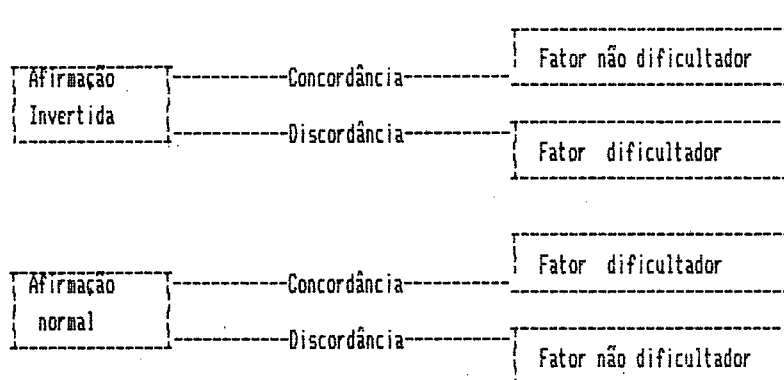 Fator não dificultador
Afirmação
Invertida
Concordância
Discordância
Fator dificultador
Fator dificultador
Afirmação
normal
Concordância
Discordância
Fator não dificultador